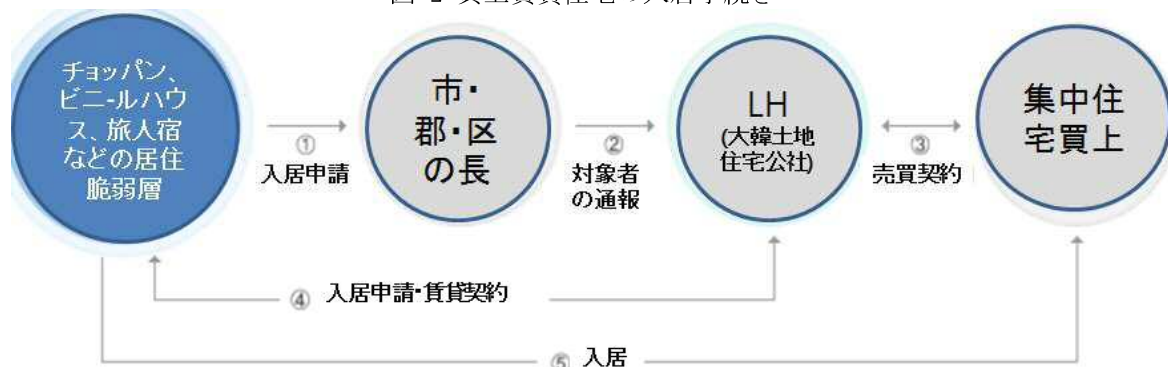 チョッパン、
ビニールハウ
ス、旅人宿
などの居住
脆弱層
①
入居申請
市・
郡・区
の長
②
対象者
の通報
LH
(大韓土地
住宅公社)
③
売買契約
集中住
宅買上
④ 入居申請・賃貸契約
⑤ 入居